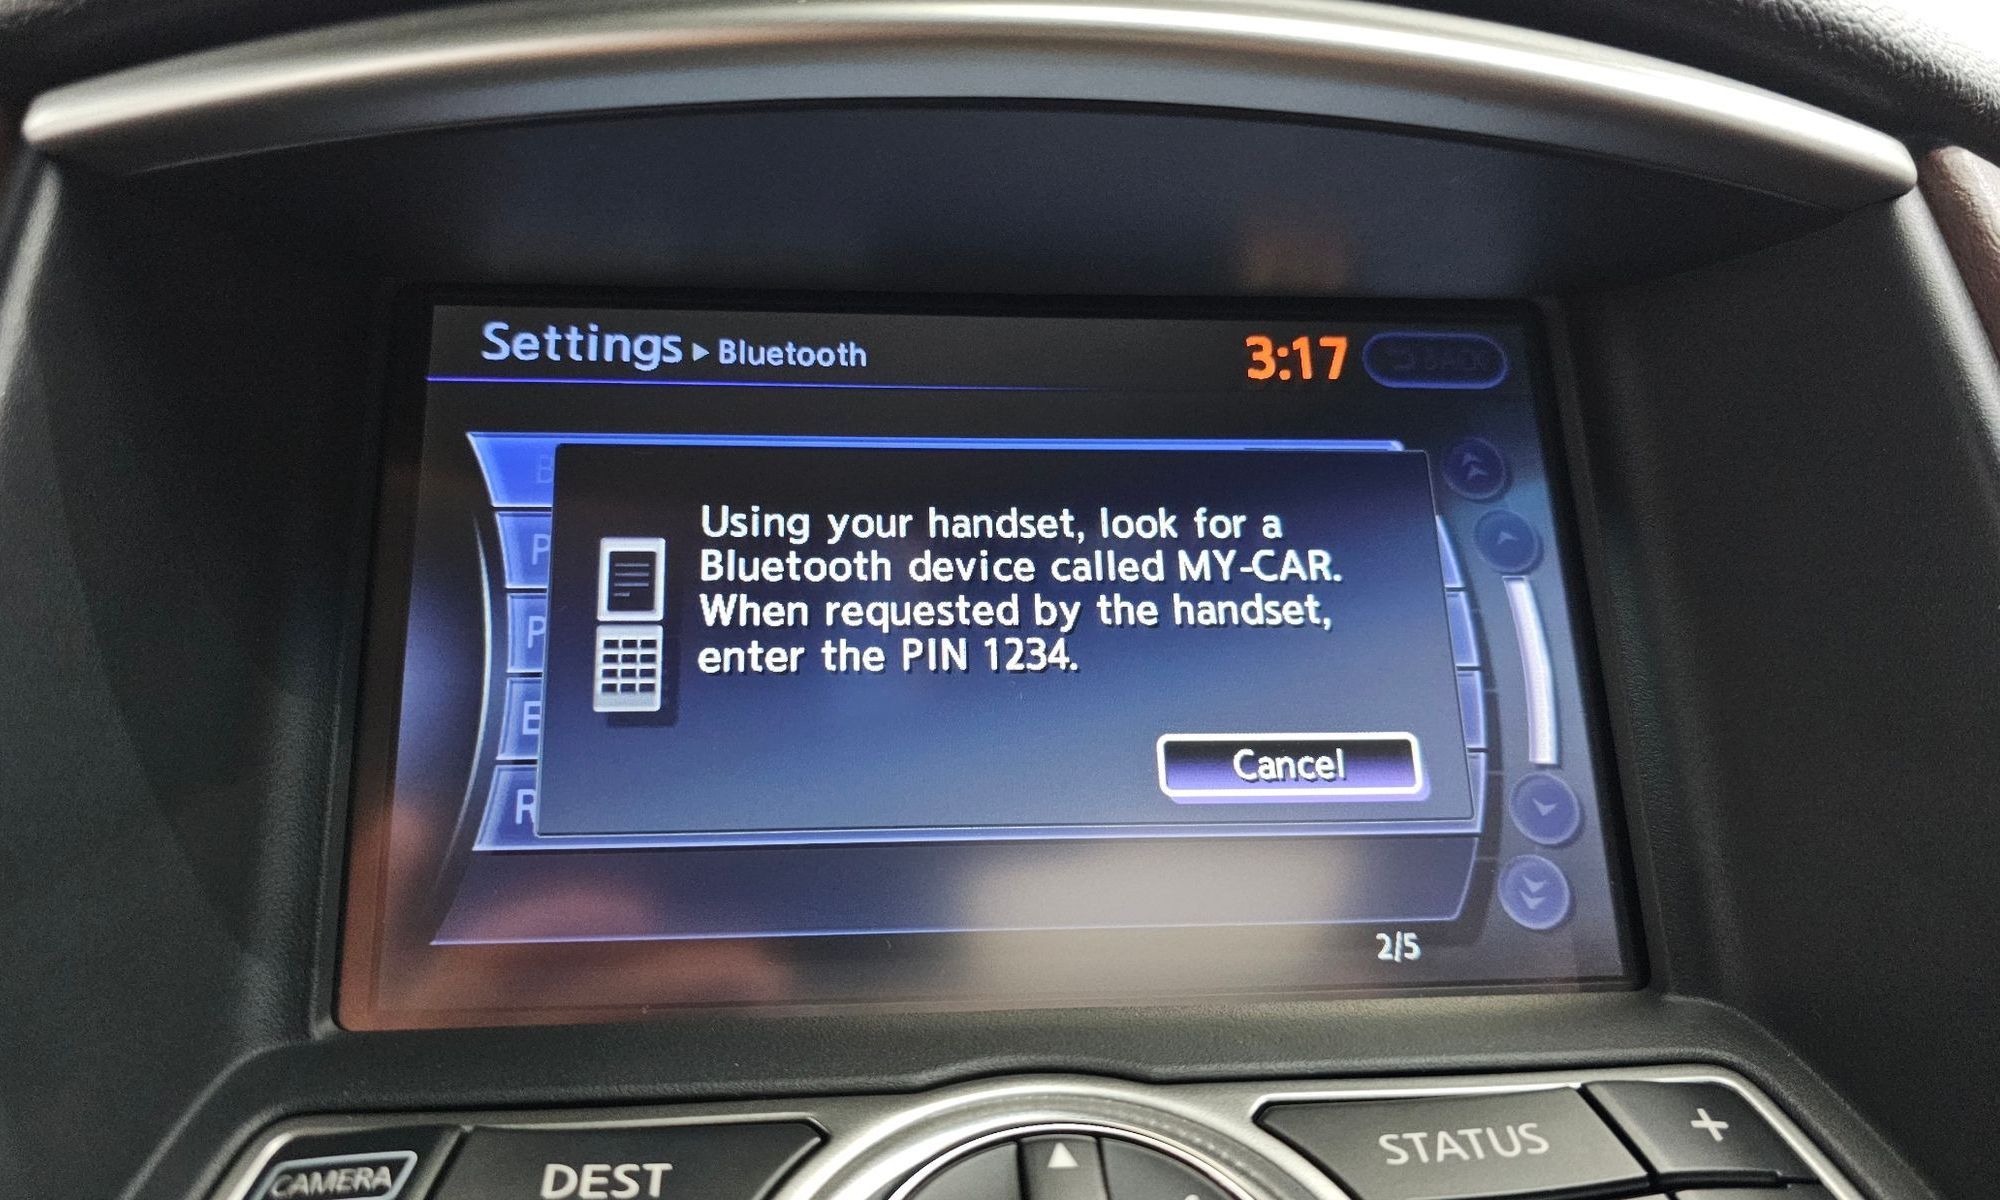 Settings ▸ Bluetooth
3:17
Using your handset, look for a
Bluetooth device called MY-CAR.
When requested by the handset,
enter the PIN 1234.
Cancel
2/5
CAMERA
DEST
STATUS
+